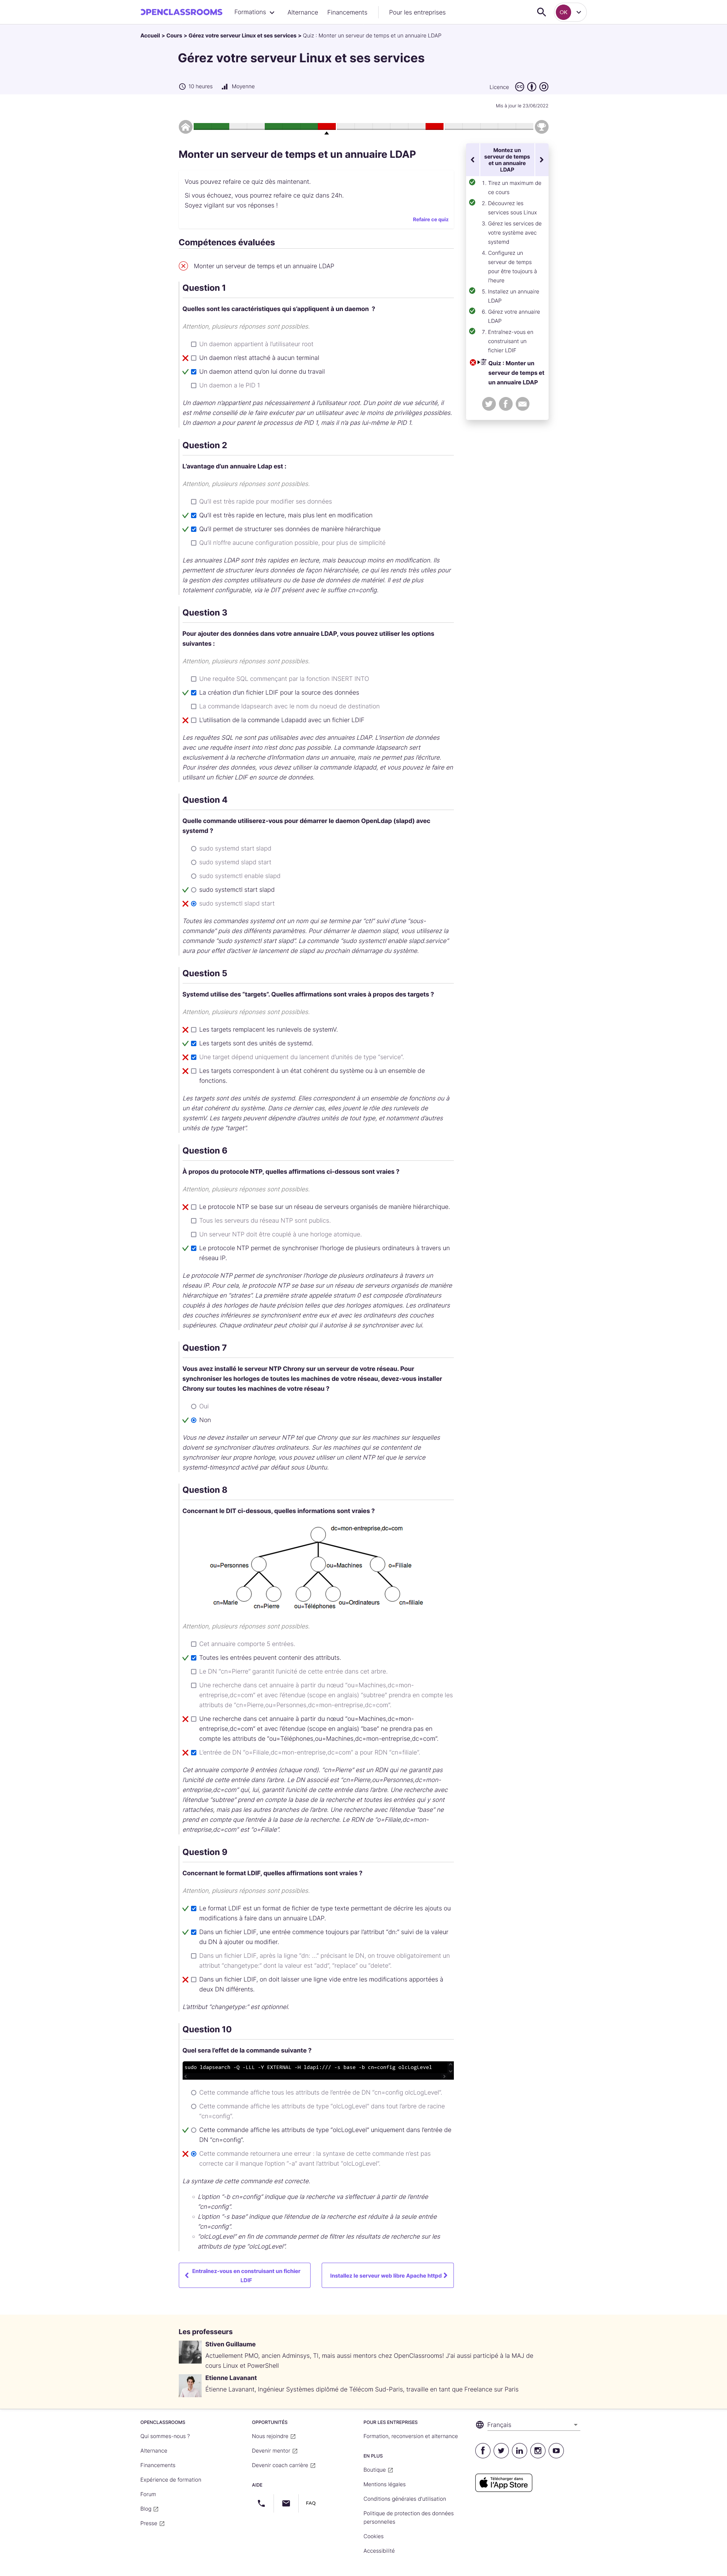 OPENCLASSROOMS
Formations
Alternance
Financements
Pour les entreprises
OK
Accueil > Cours > Gérez votre serveur Linux et ses services > Quiz : Monter un serveur de temps et un annuaire LDAP
Gérez votre serveur Linux et ses services
10 heures
Moyenne
Licence
Mis à jour le 23/06/2022
Monter un serveur de temps et un annuaire LDAP
Vous pouvez refaire ce quiz dès maintenant.
Si vous échouez, vous pourrez refaire ce quiz dans 24h.
Soyez vigilant sur vos réponses !
Refaire ce quiz
Compétences évaluées
Monter un serveur de temps et un annuaire LDAP
Question 1
Quelles sont les caractéristiques qui s'appliquent à un daemon ?
Attention, plusieurs réponses sont possibles.
Un daemon appartient à l'utilisateur root
Un daemon n'est attaché à aucun terminal
Un daemon attend qu'on lui donne du travail
Un daemon a le PID 1
Un daemon n'appartient pas nécessairement à l'utilisateur root. D'un point de vue sécurité, il
est même conseillé de le faire exécuter par un utilisateur avec le moins de privilèges possibles.
Un daemon a pour parent le processus de PID 1, mais il n'a pas lui-même le PID 1.
Question 2
L'avantage d'un annuaire Ldap est :
Attention, plusieurs réponses sont possibles.
Qu'il est très rapide pour modifier ses données
Qu'il est très rapide en lecture, mais plus lent en modification
Qu'il permet de structurer ses données de manière hiérarchique
Qu'il n'offre aucune configuration possible, pour plus de simplicité
Les annuaires LDAP sont très rapides en lecture, mais beaucoup moins en modification. Ils
permettent de structurer leurs données de façon hiérarchisée, ce qui les rends très utiles pour
la gestion des comptes utilisateurs ou de base de données de matériel. Il est de plus
totalement configurable, via le DIT présent avec le suffixe cn=config.
Question 3
Pour ajouter des données dans votre annuaire LDAP, vous pouvez utiliser les options
suivantes :
Attention, plusieurs réponses sont possibles.
Une requête SQL commençant par la fonction INSERT INTO
La création d'un fichier LDIF pour la source des données
La commande ldapsearch avec le nom du noeud de destination
L'utilisation de la commande Ldapadd avec un fichier LDIF
Les requêtes SQL ne sont pas utilisables avec des annuaires LDAP. L'insertion de données
avec une requête insert into n'est donc pas possible. La commande ldapsearch sert
exclusivement à la recherche d'information dans un annuaire, mais ne permet pas l'écriture.
Pour insérer des données, vous devez utiliser la commande ldapadd, et vous pouvez le faire en
utilisant un fichier LDIF en source de données.
Question 4
Quelle commande utiliserez-vous pour démarrer le daemon OpenLdap (slapd) avec
systemd ?
sudo systemd start slapd
sudo systemd slapd start
sudo systemctl enable slapd
sudo systemctl start slapd
sudo systemctl slapd start
Toutes les commandes systemd ont un nom qui se termine par "ctl" suivi d'une "sous-
commande" puis des différents paramètres. Pour démarrer le daemon slapd, vous utiliserez la
commande "sudo systemctl start slapd". La commande "sudo systemctl enable slapd.service"
aura pour effet d'activer le lancement de slapd au prochain démarrage du système.
Question 5
Systemd utilise des "targets". Quelles affirmations sont vraies à propos des targets ?
Attention, plusieurs réponses sont possibles.
Les targets remplacent les runlevels de systemV.
Les targets sont des unités de systemd.
Une target dépend uniquement du lancement d'unités de type "service".
Les targets correspondent à un état cohérent du système ou à un ensemble de
fonctions.
Les targets sont des unités de systemd. Elles correspondent à un ensemble de fonctions ou à
un état cohérent du système. Dans ce dernier cas, elles jouent le rôle des runlevels de
systemV. Les targets peuvent dépendre d'autres unités de tout type, et notamment d'autres
unités de type "target".
Question 6
À propos du protocole NTP, quelles affirmations ci-dessous sont vraies ?
Attention, plusieurs réponses sont possibles.
Le protocole NTP se base sur un réseau de serveurs organisés de manière hiérarchique.
Tous les serveurs du réseau NTP sont publics.
Un serveur NTP doit être couplé à une horloge atomique.
Le protocole NTP permet de synchroniser l'horloge de plusieurs ordinateurs à travers un
réseau IP.
Le protocole NTP permet de synchroniser l'horloge de plusieurs ordinateurs à travers un
réseau IP. Pour cela, le protocole NTP se base sur un réseau de serveurs organisés de manière
hiérarchique en "strates". La première strate appelée stratum 0 est composée d'ordinateurs
couplés à des horloges de haute précision telles que des horloges atomiques. Les ordinateurs
des couches inférieures se synchronisent entre eux et avec les ordinateurs des couches
supérieures. Chaque ordinateur peut choisir qui il autorise à se synchroniser avec lui.
Question 7
Vous avez installé le serveur NTP Chrony sur un serveur de votre réseau. Pour
synchroniser les horloges de toutes les machines de votre réseau, devez-vous installer
Chrony sur toutes les machines de votre réseau ?
Oui
Non
Vous ne devez installer un serveur NTP tel que Chrony que sur les machines sur lesquelles
doivent se synchroniser d'autres ordinateurs. Sur les machines qui se contentent de
synchroniser leur propre horloge, vous pouvez utiliser un client NTP tel que le service
systemd-timesyncd activé par défaut sous Ubuntu.
Question 8
Concernant le DIT ci-dessous, quelles informations sont vraies ?
dc=mon-entreprise,dc=com
ou=Personnes
ou=Machines
o=Filiale
cn=Marie
cn=Pierre
ou=Téléphones
ou=Ordinateurs
cn=filiale
Attention, plusieurs réponses sont possibles.
Cet annuaire comporte 5 entrées.
Toutes les entrées peuvent contenir des attributs.
Le DN "cn=Pierre" garantit l'unicité de cette entrée dans cet arbre.
Une recherche dans cet annuaire à partir du nœud "ou=Machines,dc=mon-
entreprise,dc=com" et avec l'étendue (scope en anglais) "subtree" prendra en compte les
attributs de "cn=Pierre,ou=Personnes,dc=mon-entreprise,dc=com".
Une recherche dans cet annuaire à partir du nœud "ou=Machines,dc=mon-
entreprise,dc=com" et avec l'étendue (scope en anglais) "base" ne prendra pas en
compte les attributs de "ou=Téléphones,ou=Machines,dc=mon-entreprise,dc=com".
L'entrée de DN "o=Filiale,dc=mon-entreprise,dc=com" a pour RDN "cn=filiale".
Cet annuaire comporte 9 entrées (chaque rond). "cn=Pierre" est un RDN qui ne garantit pas
l'unicité de cette entrée dans l'arbre. Le DN associé est "cn=Pierre,ou=Personnes,dc=mon-
entreprise,dc=com" qui, lui, garantit l'unicité de cette entrée dans l'arbre. Une recherche avec
l'étendue "subtree" prend en compte la base de la recherche et toutes les entrées qui y sont
rattachées, mais pas les autres branches de l'arbre. Une recherche avec l'étendue "base" ne
prend en compte que l'entrée à la base de la recherche. Le RDN de "o=Filiale,dc=mon-
entreprise,dc=com" est "o=Filiale".
Question 9
Concernant le format LDIF, quelles affirmations sont vraies ?
Attention, plusieurs réponses sont possibles.
Le format LDIF est un format de fichier de type texte permettant de décrire les ajouts ou
modifications à faire dans un annuaire LDAP.
Dans un fichier LDIF, une entrée commence toujours par l'attribut "dn:" suivi de la valeur
du DN à ajouter ou modifier.
Dans un fichier LDIF, après la ligne "dn: ..." précisant le DN, on trouve obligatoirement un
attribut "changetype:" dont la valeur est "add", "replace" ou "delete".
Dans un fichier LDIF, on doit laisser une ligne vide entre les modifications apportées à
deux DN différents.
L'attribut "changetype:" est optionnel.
Question 10
Quel sera l'effet de la commande suivante ?
sudo ldapsearch -Q -LLL -Y EXTERNAL -H ldapi:/// -s base -b cn=config olcLogLevel
Cette commande affiche tous les attributs de l'entrée de DN "cn=config olcLogLevel".
Cette commande affiche les attributs de type "olcLogLevel" dans tout l'arbre de racine
"cn=config".
Cette commande affiche les attributs de type "olcLogLevel" uniquement dans l'entrée de
DN "cn=config".
Cette commande retournera une erreur : la syntaxe de cette commande n'est pas
correcte car il manque l'option "-a" avant l'attribut "olcLogLevel".
La syntaxe de cette commande est correcte.
L'option "-b cn=config" indique que la recherche va s'effectuer à partir de l'entrée
"cn=config".
L'option "-s base" indique que l'étendue de la recherche est réduite à la seule entrée
"cn=config".
"olcLogLevel" en fin de commande permet de filtrer les résultats de recherche sur les
attributs de type "olcLogLevel".
Entraînez-vous en construisant un fichier
LDIF
Installez le serveur web libre Apache httpd
Montez un
serveur de temps
et un annuaire
LDAP
1. Tirez un maximum de
ce cours
2. Découvrez les
services sous Linux
3. Gérez les services de
votre système avec
systemd
4. Configurez un
serveur de temps
pour être toujours à
l'heure
5. Installez un annuaire
LDAP
6. Gérez votre annuaire
LDAP
7. Entraînez-vous en
construisant un
fichier LDIF
Quiz : Monter un
serveur de temps et
un annuaire LDAP
Les professeurs
Stiven Guillaume
Actuellement PMO, ancien Adminsys, TI, mais aussi mentors chez OpenClassrooms! J'ai aussi participé à la MAJ de
cours Linux et PowerShell
Etienne Lavanant
Étienne Lavanant, Ingénieur Systèmes diplômé de Télécom Sud-Paris, travaille en tant que Freelance sur Paris
OPENCLASSROOMS
Qui sommes-nous ?
Alternance
Financements
Expérience de formation
Forum
Blog
Presse
OPPORTUNITÉS
Nous rejoindre
Devenir mentor
Devenir coach carrière
AIDE
FAQ
POUR LES ENTREPRISES
Formation, reconversion et alternance
EN PLUS
Boutique
Mentions légales
Conditions générales d'utilisation
Politique de protection des données
personnelles
Cookies
Accessibilité
Français
Télécharger dans
l'App Store